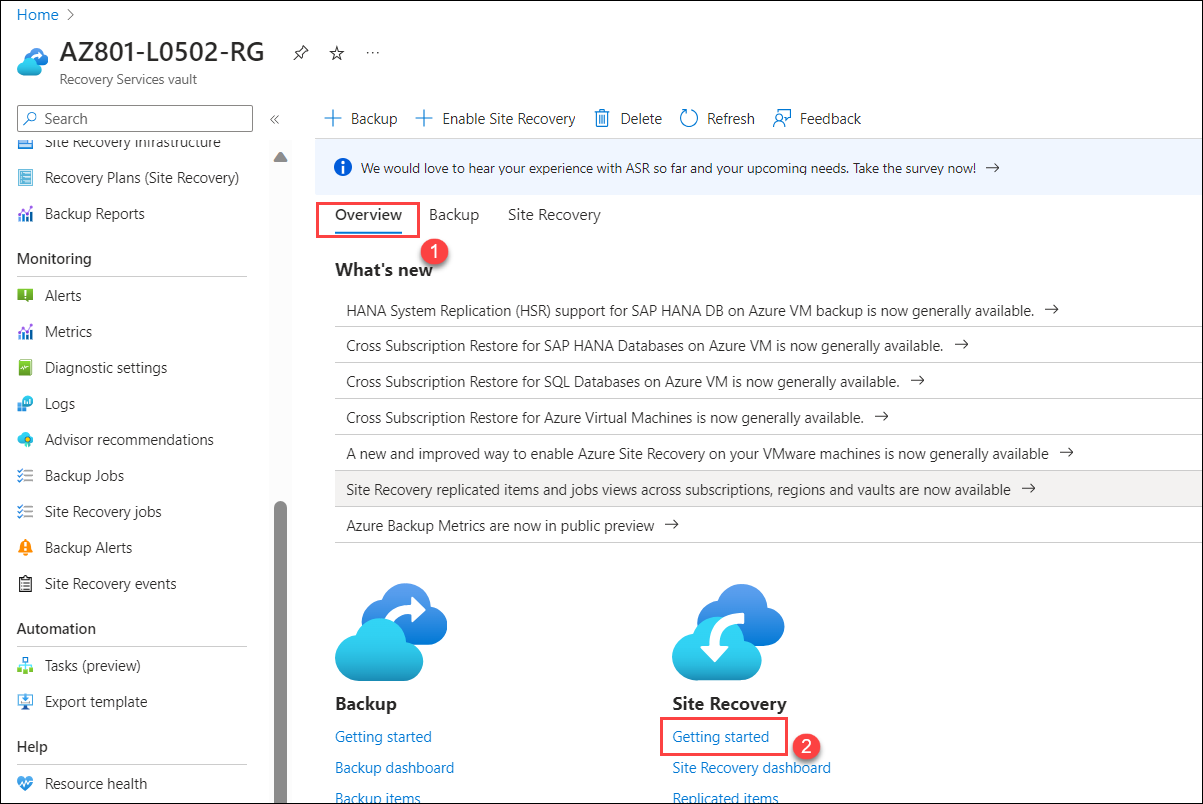 Home
AZ801-L0502-RG
Recovery Services vault
Search
Site Recovery infrastructure
Recovery Plans (Site Recovery)
Backup Reports
Monitoring
Alerts
Metrics
Diagnostic settings
Logs
Advisor recommendations
Backup Jobs
Site Recovery jobs
Backup Alerts
Site Recovery events
Automation
Tasks (preview)
Export template
Help
Resource health
Backup Enable Site Recovery Delete Refresh Feedback
We would love to hear your experience with ASR so far and your upcoming needs. Take the survey now! →
Overview Backup Site Recovery
1
What's new
HANA System Replication (HSR) support for SAP HANA DB on Azure VM backup is now generally available. →
Cross Subscription Restore for SAP HANA Databases on Azure VM is now generally available. →
Cross Subscription Restore for SQL Databases on Azure VM is now generally available. →
Cross Subscription Restore for Azure Virtual Machines is now generally available. →
A new and improved way to enable Azure Site Recovery on your VMware machines is now generally available →
Site Recovery replicated items and jobs views across subscriptions, regions and vaults are now available →
Azure Backup Metrics are now in public preview →
Backup
Getting started
Backup dashboard
Backup items
Site Recovery
Getting started
2
Site Recovery dashboard
Replicated items